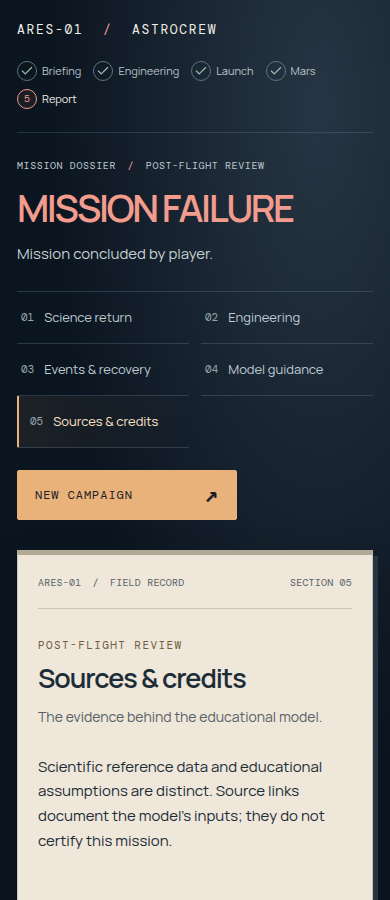 ARES-01 / ASTROCREW
Briefing Engineering Launch Mars
5 Report
MISSION DOSSIER / POST-FLIGHT REVIEW
MISSION FAILURE
Mission concluded by player.
01 Science return
02 Engineering
03 Events & recovery
04 Model guidance
05 Sources & credits
NEW CAMPAIGN ↗
ARES-01 / FIELD RECORD SECTION 05
POST-FLIGHT REVIEW
Sources & credits
The evidence behind the educational model.
Scientific reference data and educational
assumptions are distinct. Source links
document the model's inputs; they do not
certify this mission.